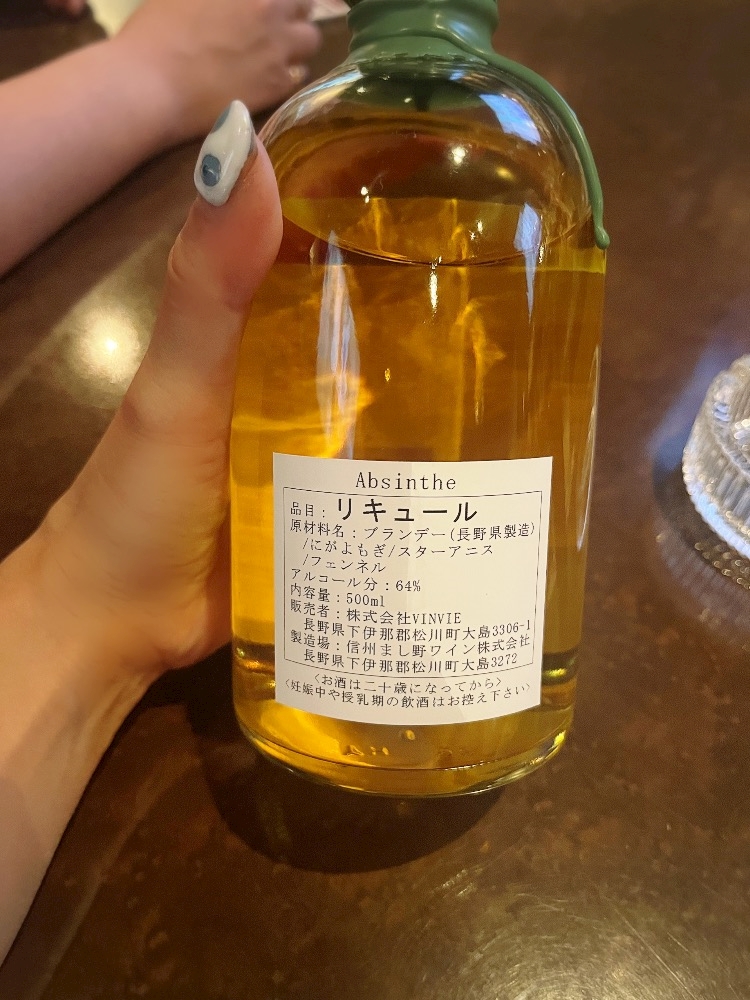 Absinthe
品目：リキュール
原材料名：ブランデー(長野県製造)
/にがよもぎ/スターアニス
/フェンネル
アルコール分：64%
内容量：500ml
販売者：株式会社VINVIE
長野県下伊那郡松川町大島3306-1
製造場：信州まし野ワイン株式会社
長野県下伊那郡松川町大島3272
〈お酒は二十歳になってから〉
〈妊娠中や授乳期の飲酒はお控え下さい〉